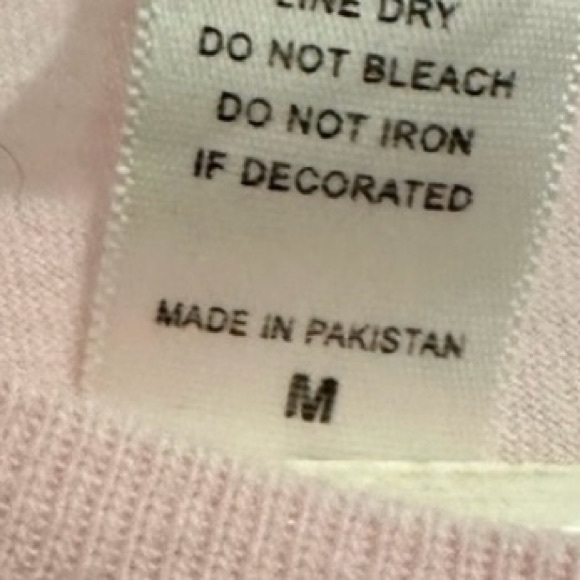 LINE DRY
DO NOT BLEACH
DO NOT IRON
IF DECORATED
MADE IN PAKISTAN
M